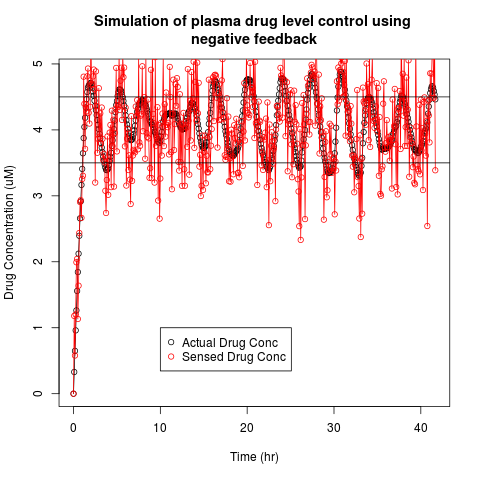 Simulation of plasma drug level control using
negative feedback
Drug Concentration (uM)
5
4
3
2
1
0
Actual Drug Conc
Sensed Drug Conc
0 10 20 30 40
Time (hr)